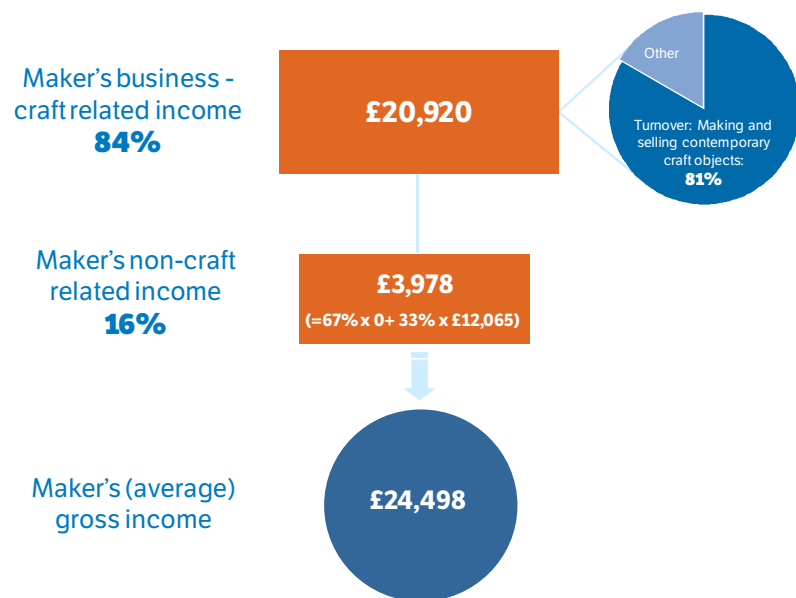 Maker's business -
craft related income
84%
£20,920
Other
Turnover: Making and
selling contemporary
craft objects:
81%
Maker's non-craft
related income
16%
£3,978
(=67% x 0+ 33% x £12,065)
Maker's (average)
gross income
£24,498